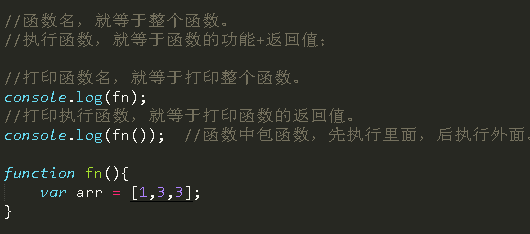 //函数名，就等于整个函数。
//执行函数，就等于函数的功能+返回值；
//打印函数名，就等于打印整个函数。
console.log(fn);
//打印执行函数，就等于打印函数的返回值。
console.log(fn());  //函数中包函数，先执行里面，后执行外面。
function fn(){
    var arr = [1,3,3];
}